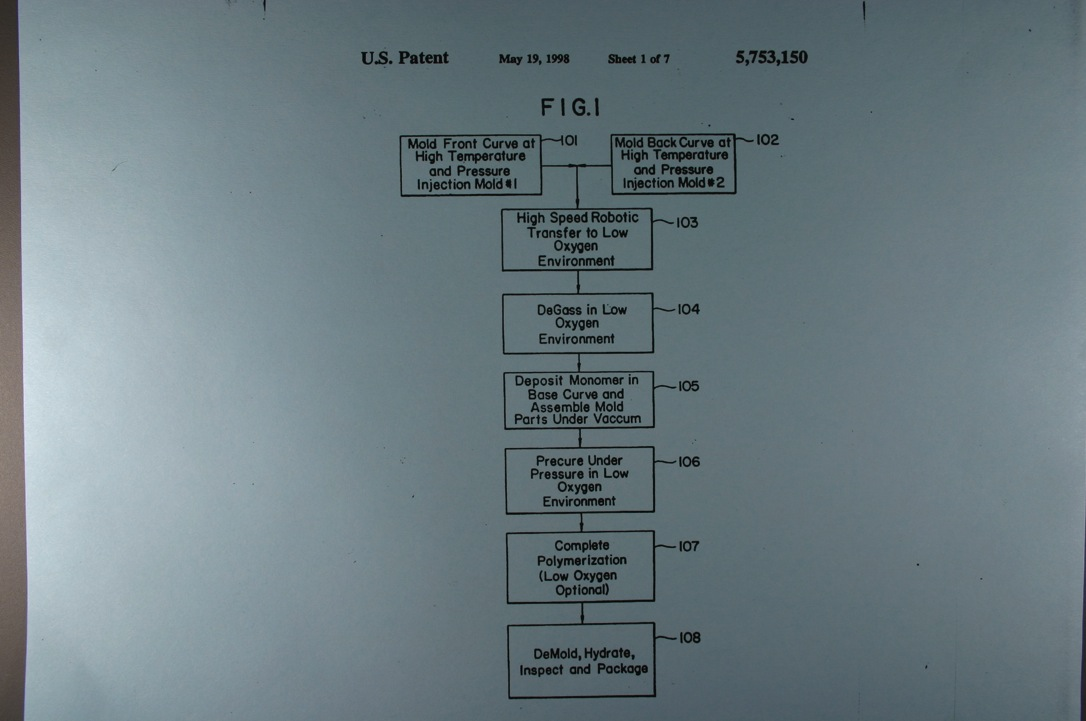 U.S. Patent May 19, 1998 Sheet 1 of 7 5,753,150
FIG.1
Mold Front Curve at
High Temperature
and Pressure
Injection Mold #1
101
Mold Back Curve at
High Temperature
and Pressure
Injection Mold #2
102
High Speed Robotic
Transfer to Low
Oxygen
Environment
103
DeGass in Low
Oxygen
Environment
104
Deposit Monomer in
Base Curve and
Assemble Mold
Parts Under Vaccum
105
Precure Under
Pressure in Low
Oxygen
Environment
106
Complete
Polymerization
(Low Oxygen
Optional)
107
DeMold, Hydrate,
Inspect and Package
108